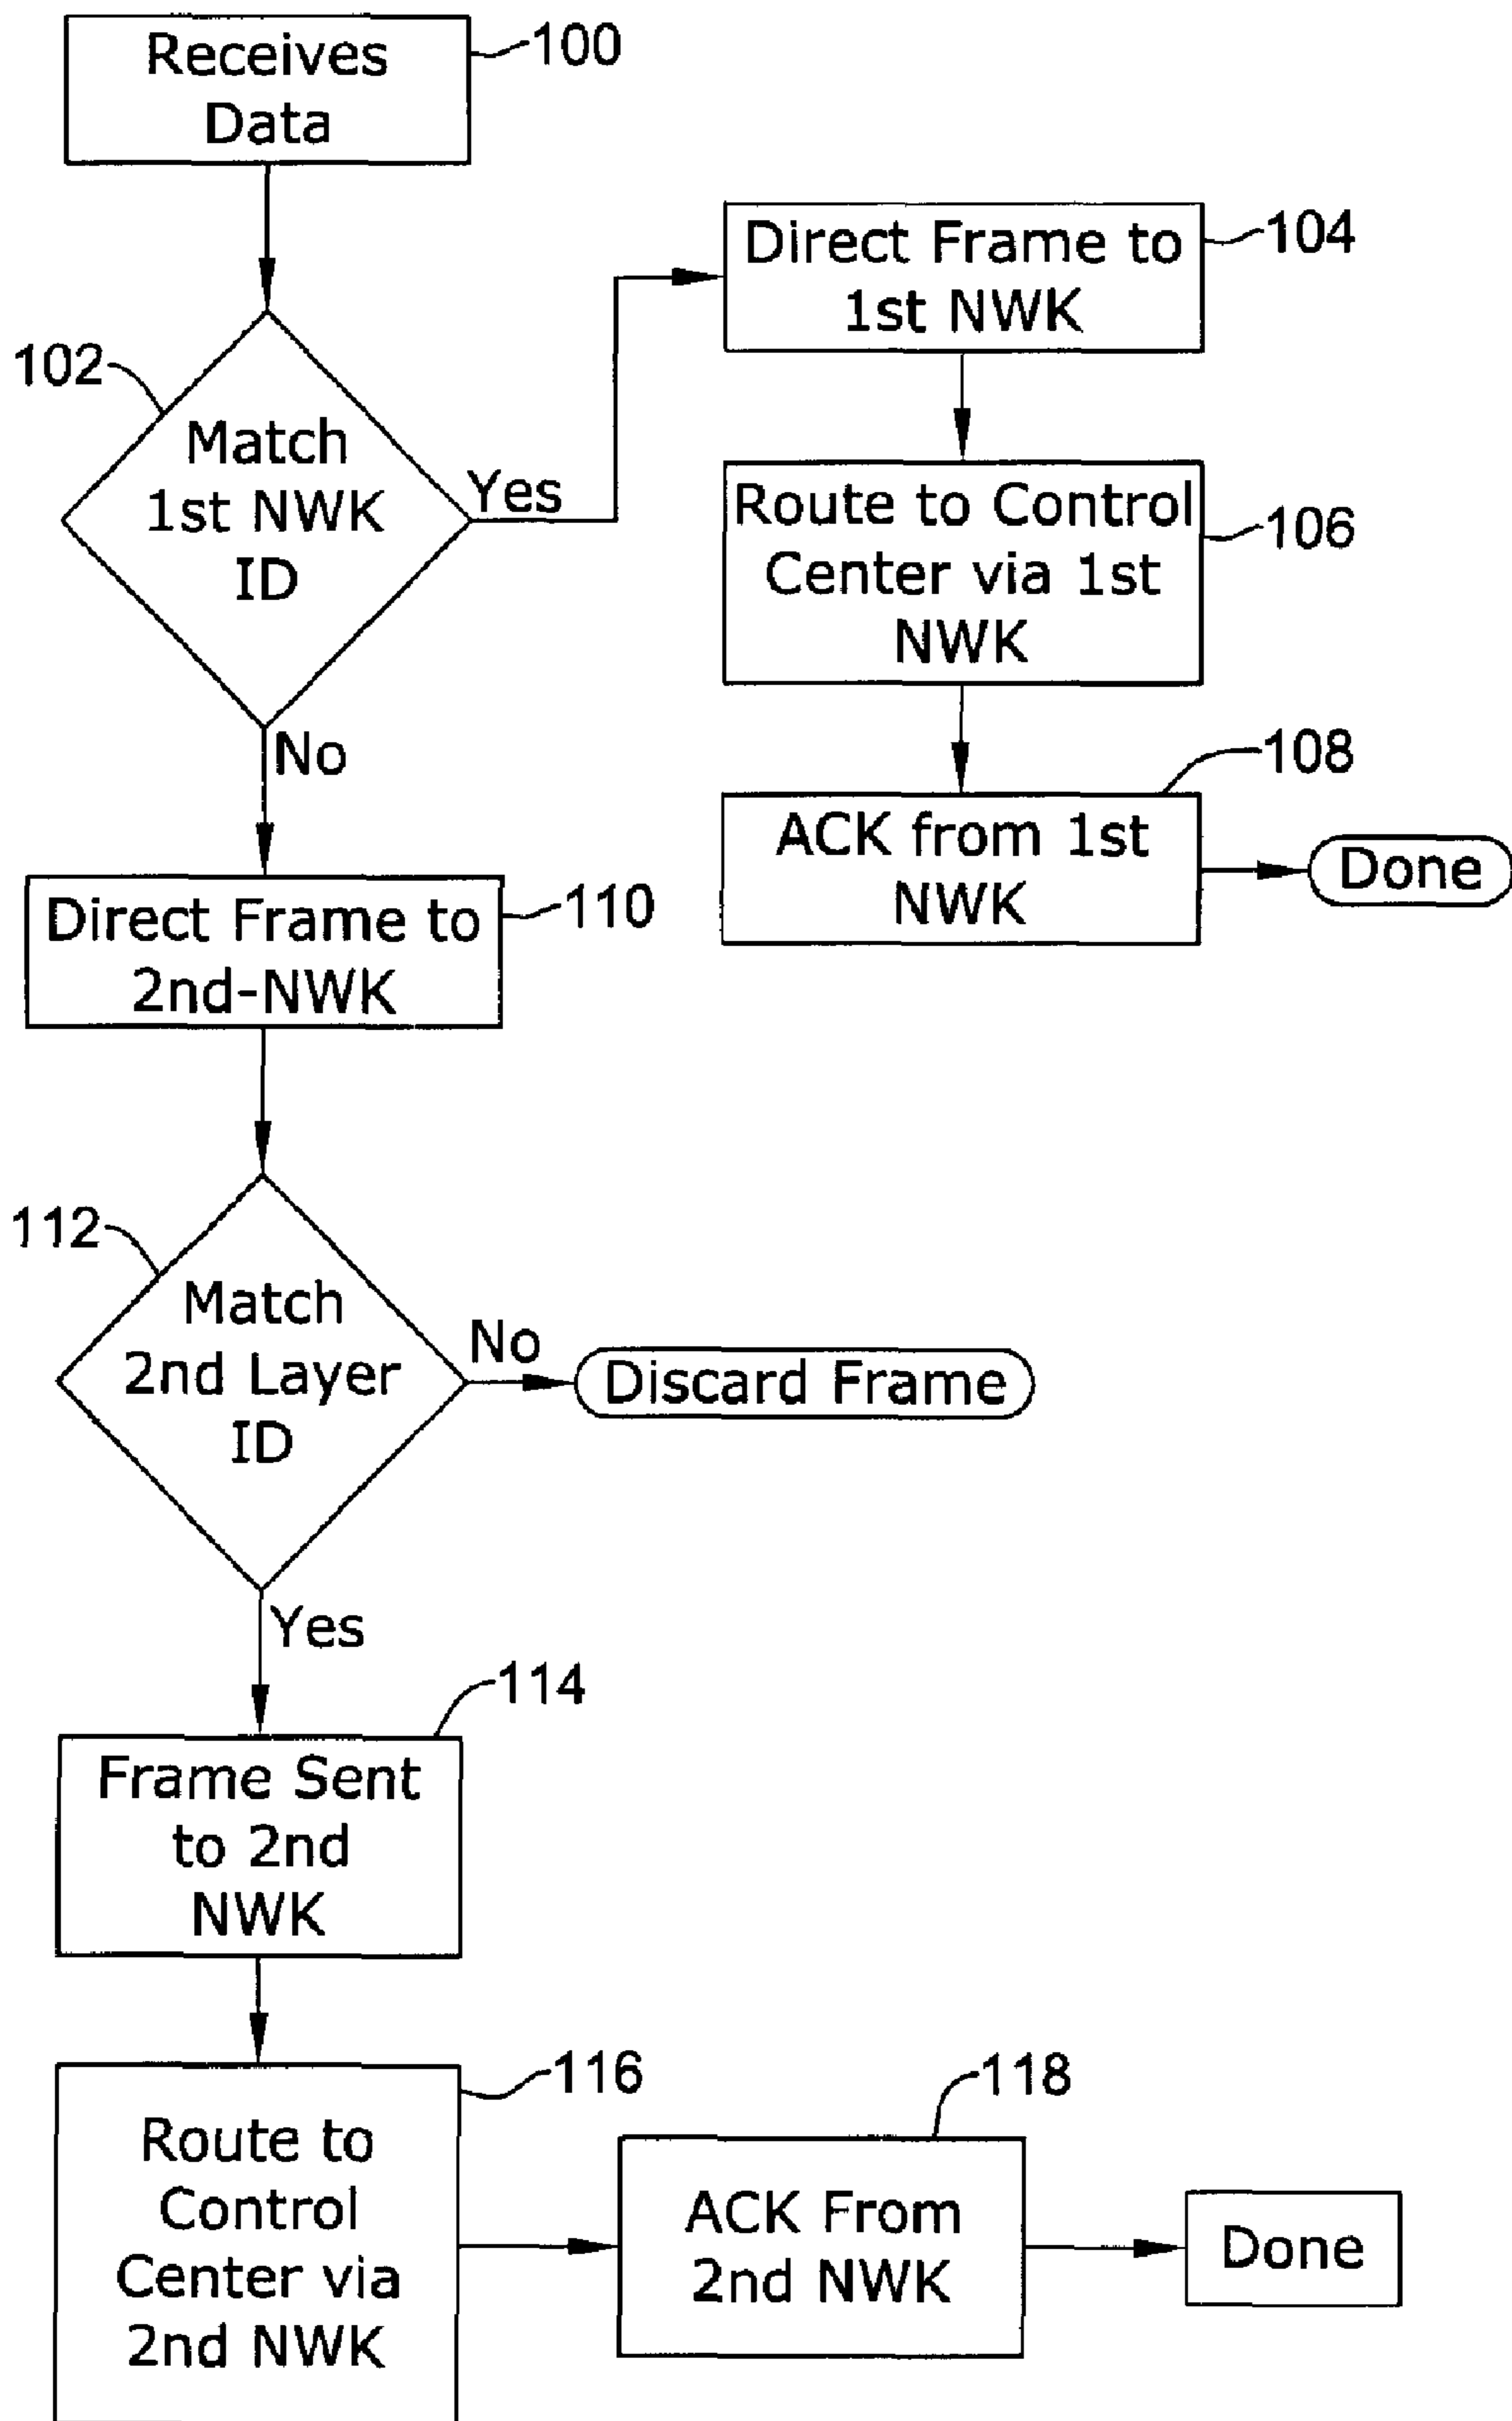 Receives
Data
100
Match
1st NWK
ID
102
Yes
No
Direct Frame to
1st NWK
104
Route to Control
Center via 1st
NWK
106
ACK from 1st
NWK
108
Done
Direct Frame to
2nd-NWK
110
Match
2nd Layer
ID
112
No
Discard Frame
Yes
Frame Sent
to 2nd
NWK
114
Route to
Control
Center via
2nd NWK
116
ACK From
2nd NWK
118
Done